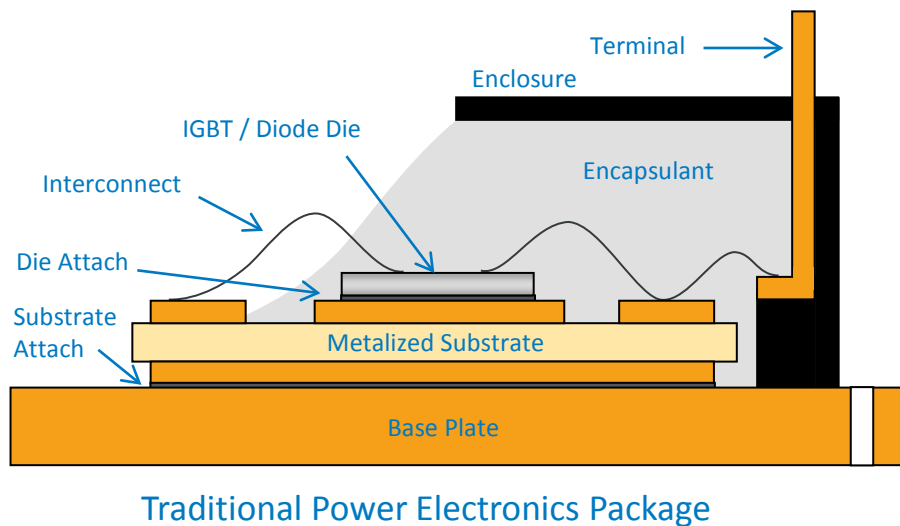 Terminal
Enclosure
IGBT / Diode Die
Encapsulant
Interconnect
Die Attach
Substrate
Attach
Metalized Substrate
Base Plate
Traditional Power Electronics Package